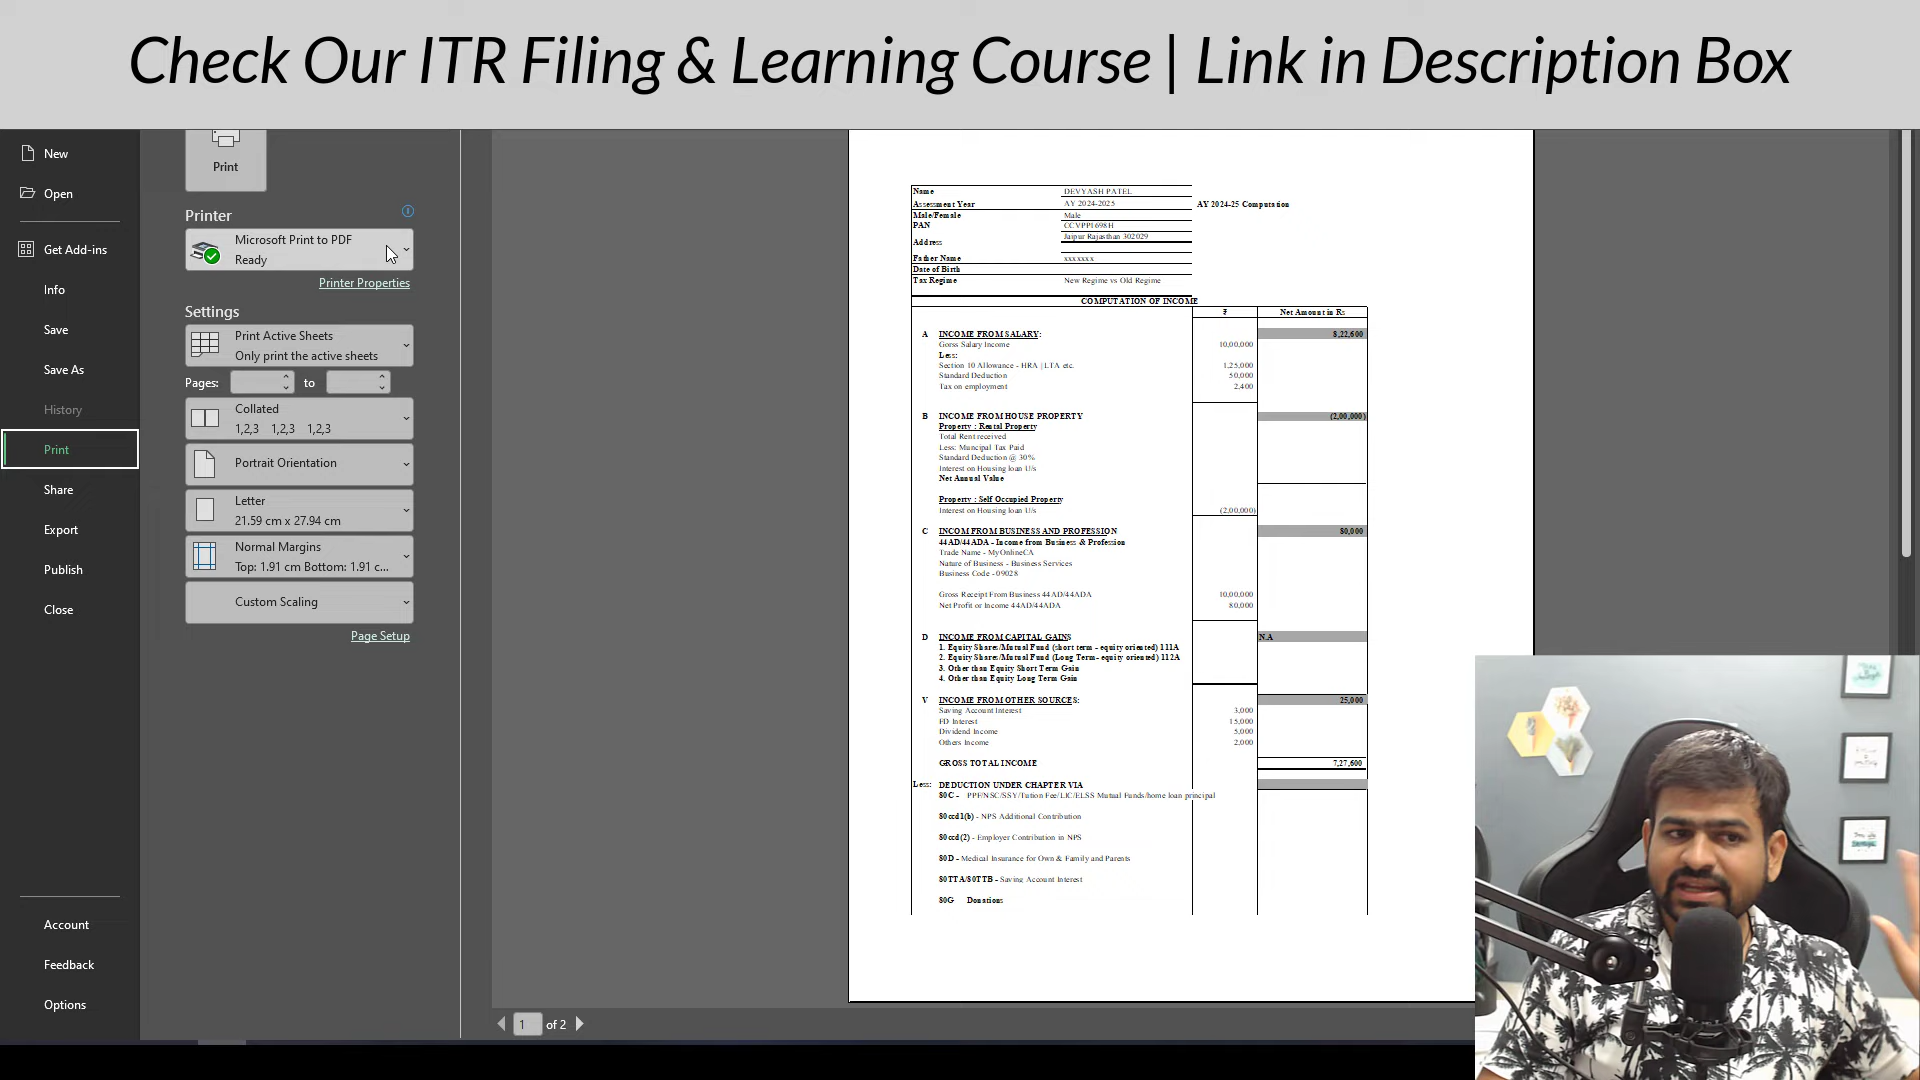 Check Our ITR Filing & Learning Course | Link in Description Box
New
Open
Get Add-ins
Info
Save
Save As
History
Print
Share
Export
Publish
Close
Account
Feedback
Options
Print
Printer
Microsoft Print to PDF
Ready
Printer Properties
Settings
Print Active Sheets
Only print the active sheets
Pages: to
Collated
1,2,3 1,2,3 1,2,3
Portrait Orientation
Letter
21.59 cm x 27.94 cm
Normal Margins
Top: 1.91 cm Bottom: 1.91 c...
Custom Scaling
Page Setup
Name DEVYASH PATEL
Assessment Year AY 2024-2025 AY 2024-25 Computation
Male/Female Male
PAN CCVPP1698H
Address Jaipur Rajasthan 302029
Father Name xxxxxxx
Date of Birth
Tax Regime New Regime vs Old Regime
COMPUTATION OF INCOME
₹ Net Amount in Rs
A INCOME FROM SALARY: 8,22,600
Gorss Salary Income 10,00,000
Less:
Section 10 Allowance - HRA | LTA etc. 1,25,000
Standard Deduction 50,000
Tax on employment 2,400
B INCOME FROM HOUSE PROPERTY (2,00,000)
Property : Rental Property
Total Rent received
Less: Muncipal Tax Paid
Standard Deduction @ 30%
Interest on Housing loan U/s
Net Annual Value
Property : Self Occupied Property
Interest on Housing loan U/s (2,00,000)
C INCOM FROM BUSINESS AND PROFESSION 80,000
44AD/44ADA - Income from Business & Profession
Trade Name - MyOnlineCA
Nature of Business - Business Services
Business Code - 09028
Gross Receipt From Business 44AD/44ADA 10,00,000
Net Profit or Income 44AD/44ADA 80,000
D INCOME FROM CAPITAL GAINS N.A
1. Equity Shares/Mutual Fund (short term - equity oriented) 111A
2. Equity Shares/Mutual Fund (Long Term- equity oriented) 112A
3. Other than Equity Short Term Gain
4. Other than Equity Long Term Gain
V INCOME FROM OTHER SOURCES: 25,000
Saving Account Interest 3,000
FD Interest 15,000
Dividend Income 5,000
Others Income 2,000
GROSS TOTAL INCOME 7,27,600
Less: DEDUCTION UNDER CHAPTER VIA
80C - PPF/NSC/SSY/Tution Fee/LIC/ELSS Mutual Funds/home loan principal
80ccd1(b) - NPS Additional Contribution
80ccd(2) - Employer Contribution in NPS
80D - Medical Insurance for Own & Family and Parents
80TTA/80TTB - Saving Account Interest
80G Donations
1 of 2